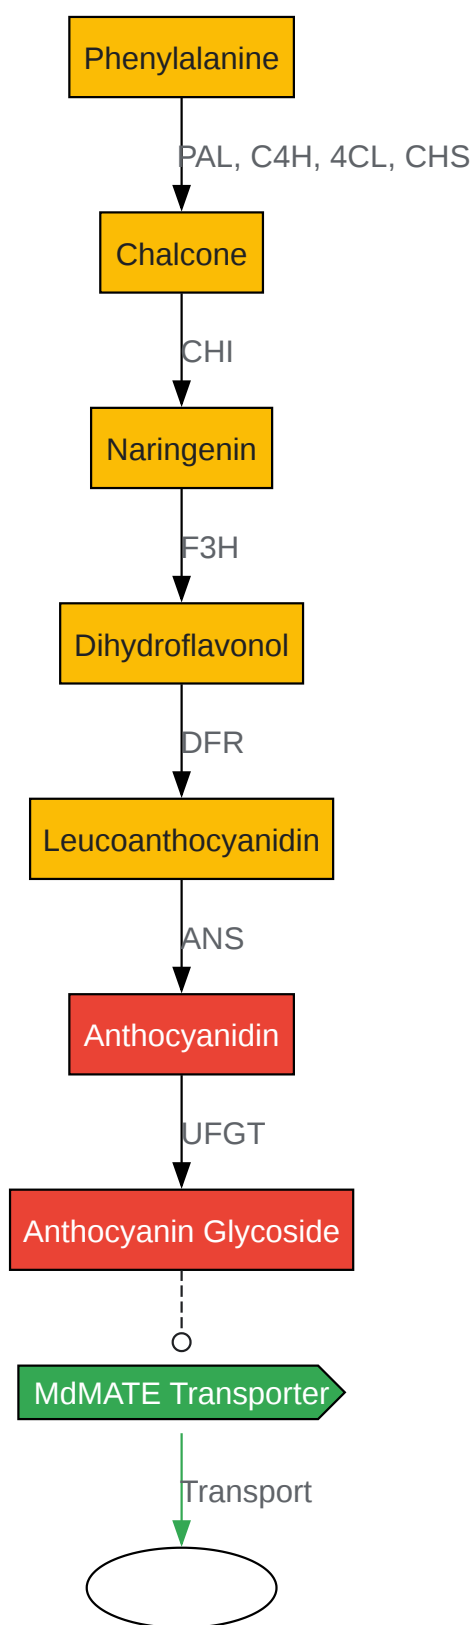 Phenylalanine
PAL, C4H, 4CL, CHS
Chalcone
CHI
Naringenin
F3H
Dihydroflavonol
DFR
Leucoanthocyanidin
ANS
Anthocyanidin
UFGT
Anthocyanin Glycoside
MdMATE Transporter
Transport